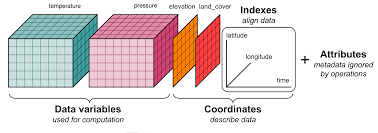 temperature
pressure
elevation
land_cover
Indexes
align data
latitude
longitude
time
+
Attributes
metadata ignored
by operations
Data variables
used for computation
Coordinates
describe data